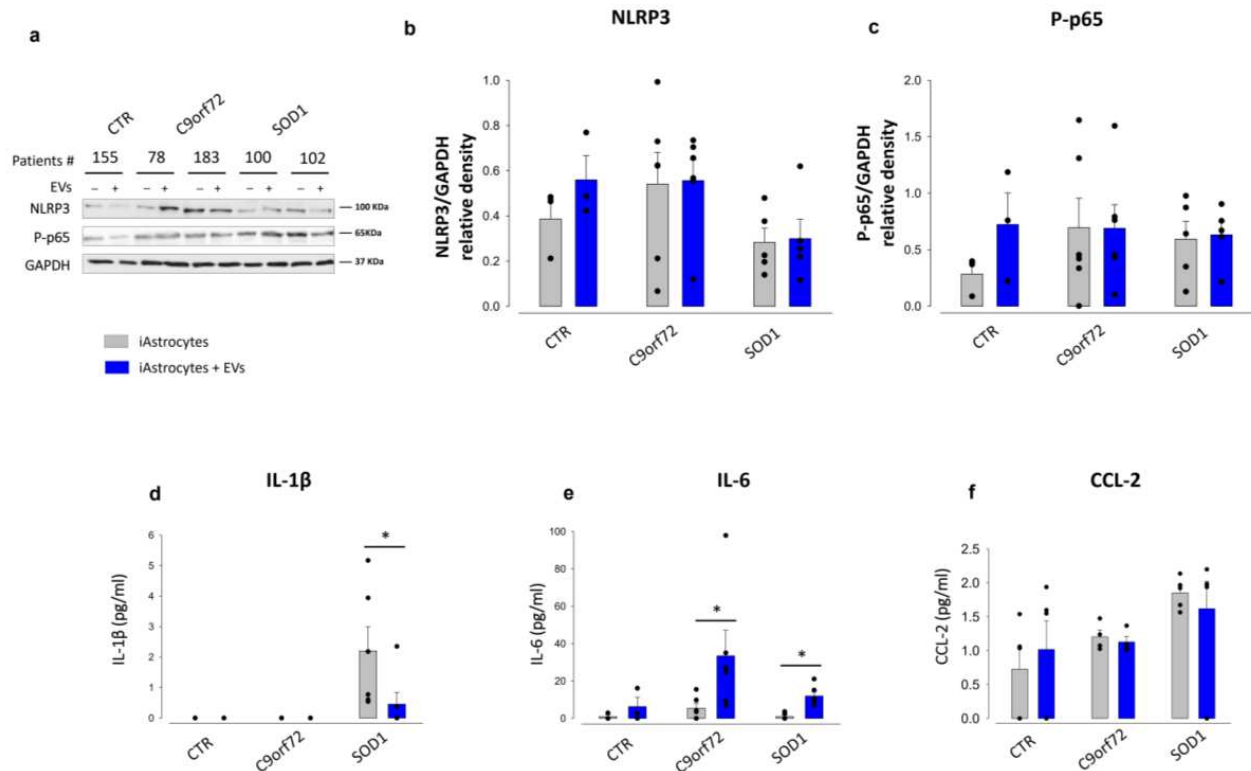 a
CTR
C9orf72
SOD1
Patients #
155
78
183
100
102
EVs
– + – + – + – + – +
NLRP3
100 KDa
P-p65
65KDa
GAPDH
37 KDa
iAstrocytes
iAstrocytes + EVs
b
NLRP3
NLRP3/GAPDH
relative density
1.0
0.8
0.6
0.4
0.2
0.0
CTR
C9orf72
SOD1
c
P-p65
P-p65/GAPDH
relative density
2.0
1.5
1.0
0.5
0.0
CTR
C9orf72
SOD1
d
IL-1β
IL-1β (pg/ml)
6
5
4
3
2
1
0
*
CTR
C9orf72
SOD1
e
IL-6
IL-6 (pg/ml)
100
80
60
40
20
0
*
*
CTR
C9orf72
SOD1
f
CCL-2
CCL-2 (pg/ml)
2.5
2.0
1.5
1.0
0.5
0.0
CTR
C9orf72
SOD1